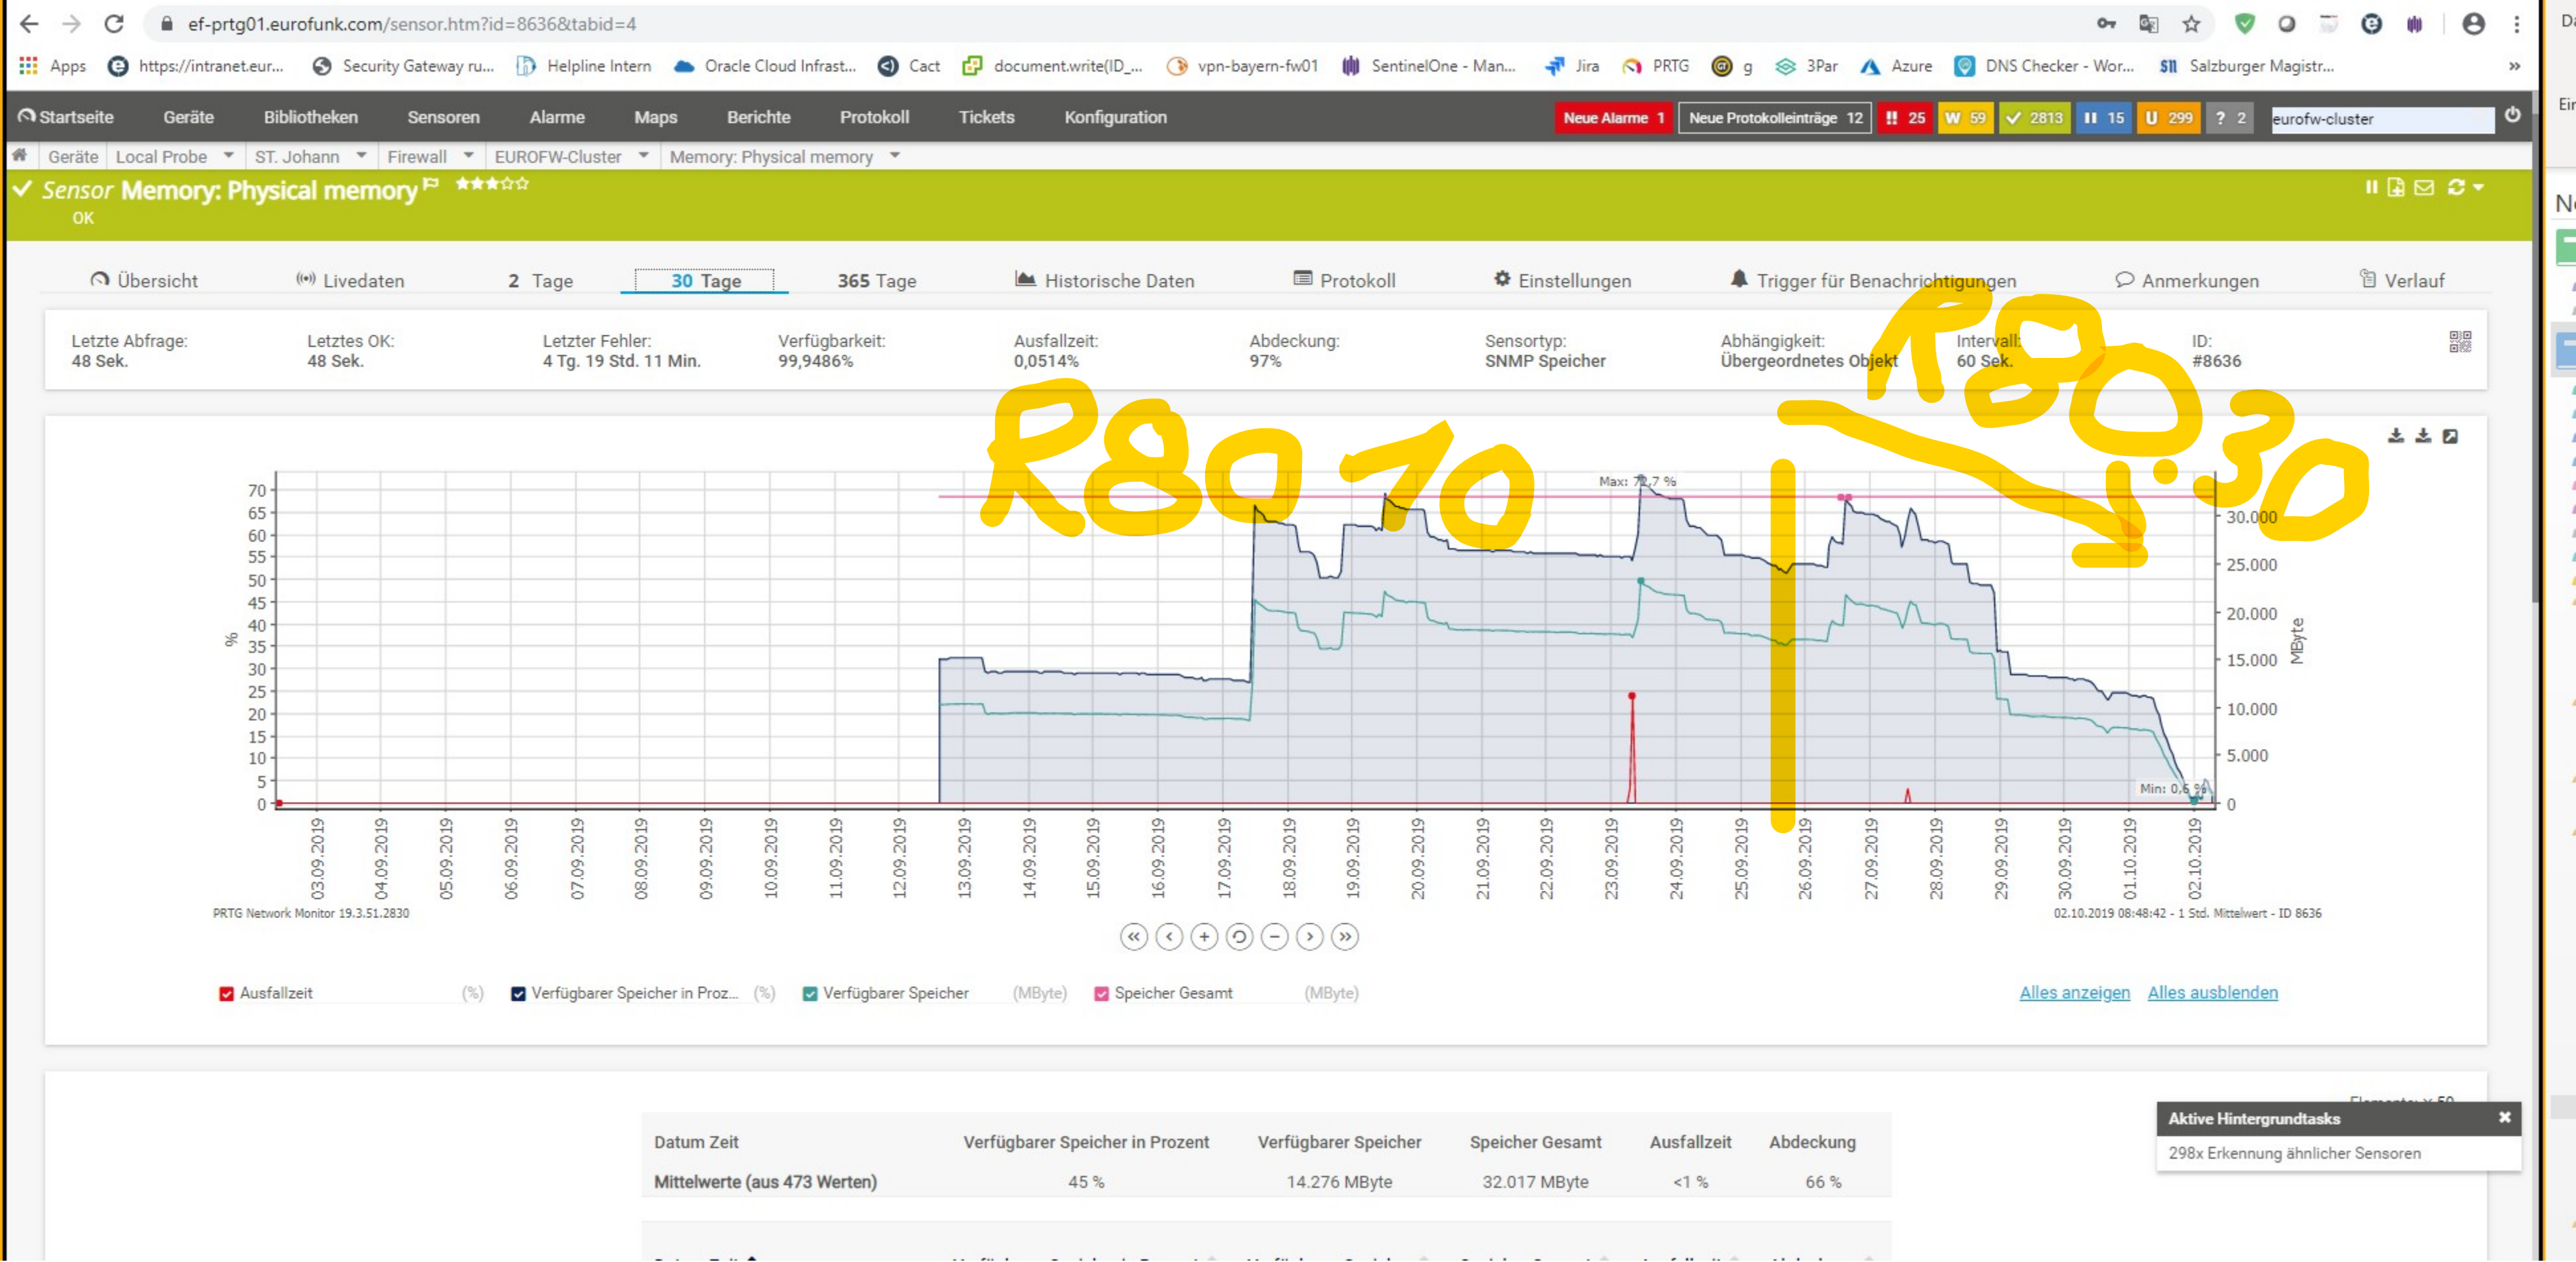 ef-prtg01.eurofunk.com/sensor.htm?id=8636&tabid=4
Apps https://intranet.eur... Security Gateway ru... Helpline Intern Oracle Cloud Infrast... Cact document.write(ID_... vpn-bayern-fw01 SentinelOne - Man... Jira PRTG g 3Par Azure DNS Checker - Wor... Salzburger Magistr... »
Startseite Geräte Bibliotheken Sensoren Alarme Maps Berichte Protokoll Tickets Konfiguration Neue Alarme 1 Neue Protokolleinträge 12 !! 25 W 59 2813 II 15 U 299 ? 2 eurofw-cluster
Geräte Local Probe ST. Johann Firewall EUROFW-Cluster Memory: Physical memory
Sensor Memory: Physical memory
OK
Übersicht Livedaten 2 Tage 30 Tage 365 Tage Historische Daten Protokoll Einstellungen Trigger für Benachrichtigungen Anmerkungen Verlauf
Letzte Abfrage: Letztes OK: Letzter Fehler: Verfügbarkeit: Ausfallzeit: Abdeckung: Sensortyp: Abhängigkeit: Intervall: ID:
48 Sek. 48 Sek. 4 Tg. 19 Std. 11 Min. 99,9486% 0,0514% 97% SNMP Speicher Übergeordnetes Objekt 60 Sek. #8636
R80 10
R80.30
Max: 72,7 %
70
65
60
55
50
45
40
35
30
25
20
15
10
5
0
%
30.000
25.000
20.000
15.000
10.000
5.000
0
MByte
Min: 0,6 %
03.09.2019 04.09.2019 05.09.2019 06.09.2019 07.09.2019 08.09.2019 09.09.2019 10.09.2019 11.09.2019 12.09.2019 13.09.2019 14.09.2019 15.09.2019 16.09.2019 17.09.2019 18.09.2019 19.09.2019 20.09.2019 21.09.2019 22.09.2019 23.09.2019 24.09.2019 25.09.2019 26.09.2019 27.09.2019 28.09.2019 29.09.2019 30.09.2019 01.10.2019 02.10.2019
PRTG Network Monitor 19.3.51.2830 02.10.2019 08:48:42 - 1 Std. Mittelwert - ID 8636
Ausfallzeit (%) Verfügbarer Speicher in Proz... (%) Verfügbarer Speicher (MByte) Speicher Gesamt (MByte) Alles anzeigen Alles ausblenden
Datum Zeit Verfügbarer Speicher in Prozent Verfügbarer Speicher Speicher Gesamt Ausfallzeit Abdeckung
Mittelwerte (aus 473 Werten) 45 % 14.276 MByte 32.017 MByte <1 % 66 %
Aktive Hintergrundtasks
298x Erkennung ähnlicher Sensoren